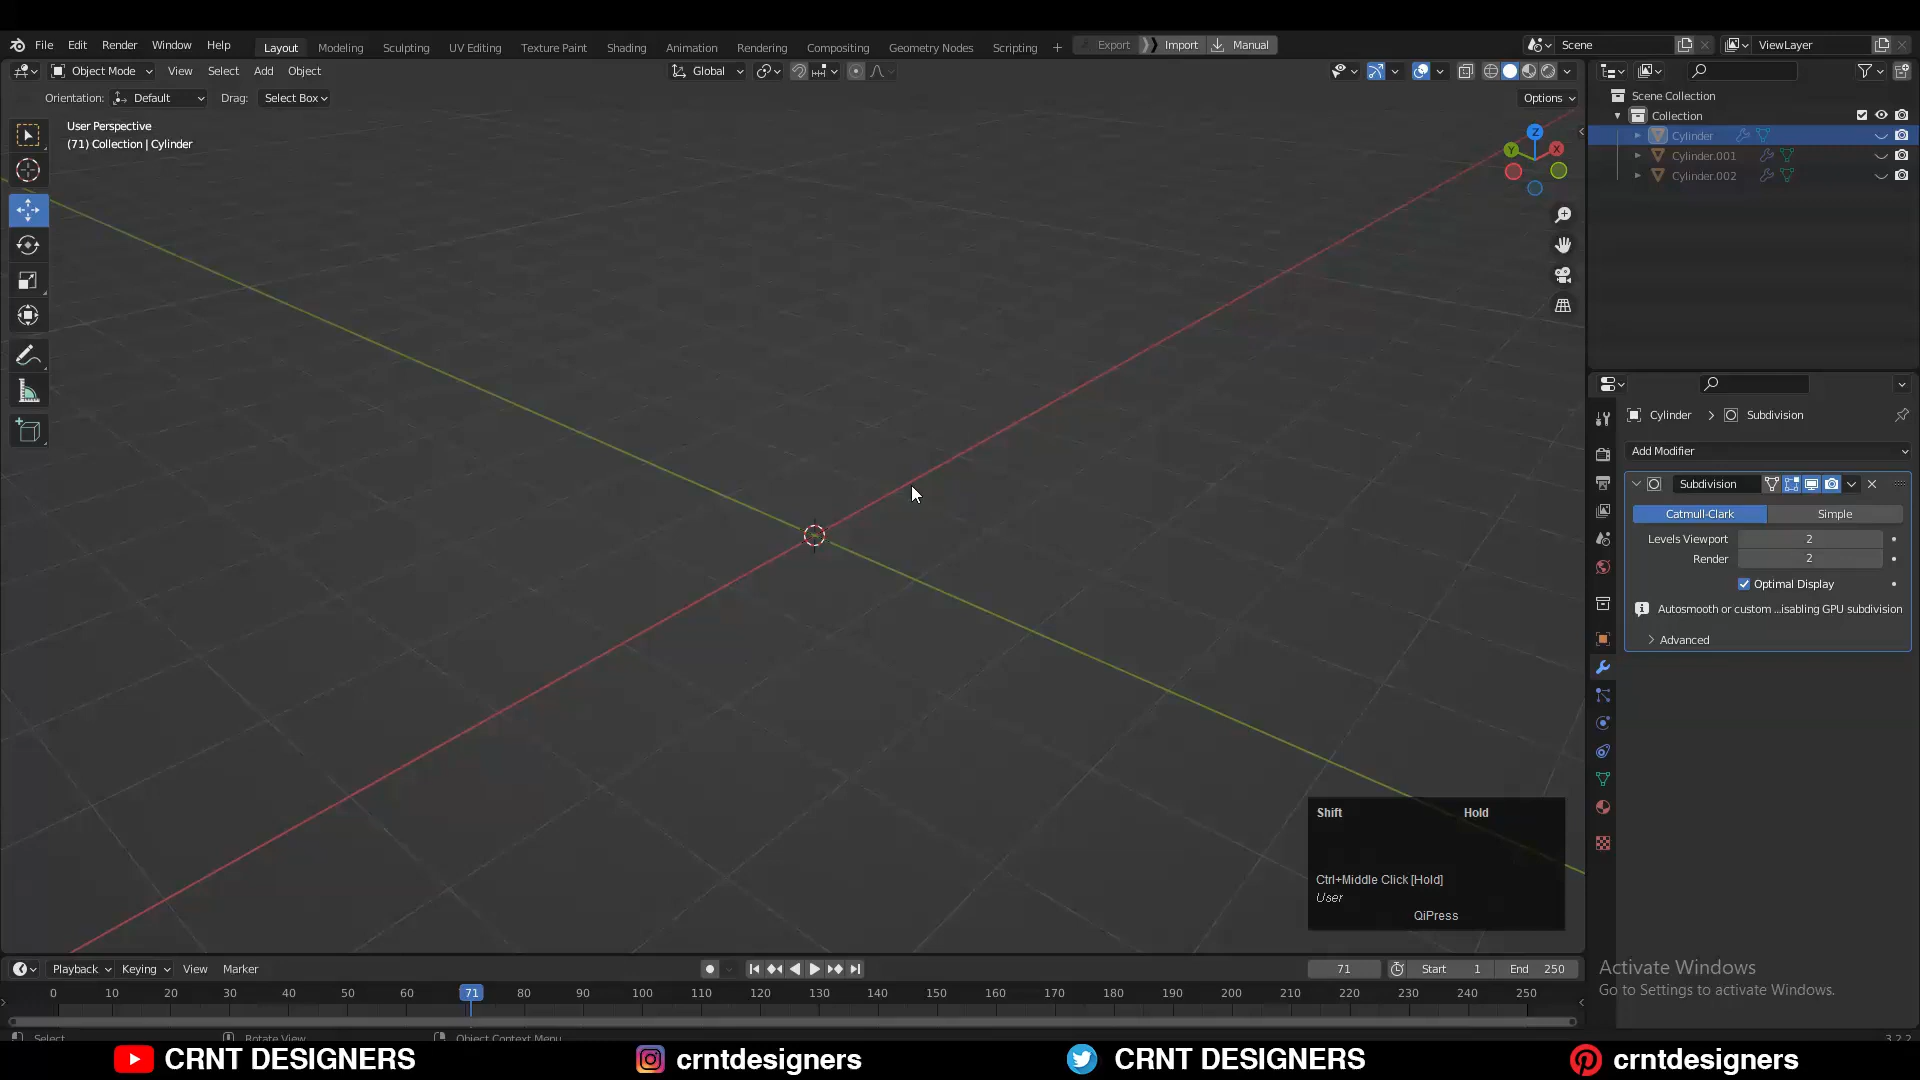 File Edit Render Window Help Layout Modeling Sculpting UV Editing Texture Paint Shading Animation Rendering Compositing Geometry Nodes Scripting + Export Import Manual Scene ViewLayer
Object Mode View Select Add Object Global
Orientation: Default Drag: Select Box Options
User Perspective
(71) Collection | Cylinder
Z
Y
X
Scene Collection
Collection
Cylinder
Cylinder.001
Cylinder.002
Cylinder > Subdivision
Add Modifier
Subdivision
Catmull-Clark Simple
Levels Viewport 2
Render 2
Optimal Display
Autosmooth or custom ...isabling GPU subdivision
Advanced
Shift Hold
Ctrl+Middle Click [Hold]
User
QiPress
Playback Keying View Marker 71 Start 1 End 250
0 10 20 30 40 50 60 71 80 90 100 110 120 130 140 150 160 170 180 190 200 210 220 230 240 250
Activate Windows
Go to Settings to activate Windows.
Select Rotate View Object Context Menu 3.2.2
CRNT DESIGNERS crntdesigners CRNT DESIGNERS crntdesigners